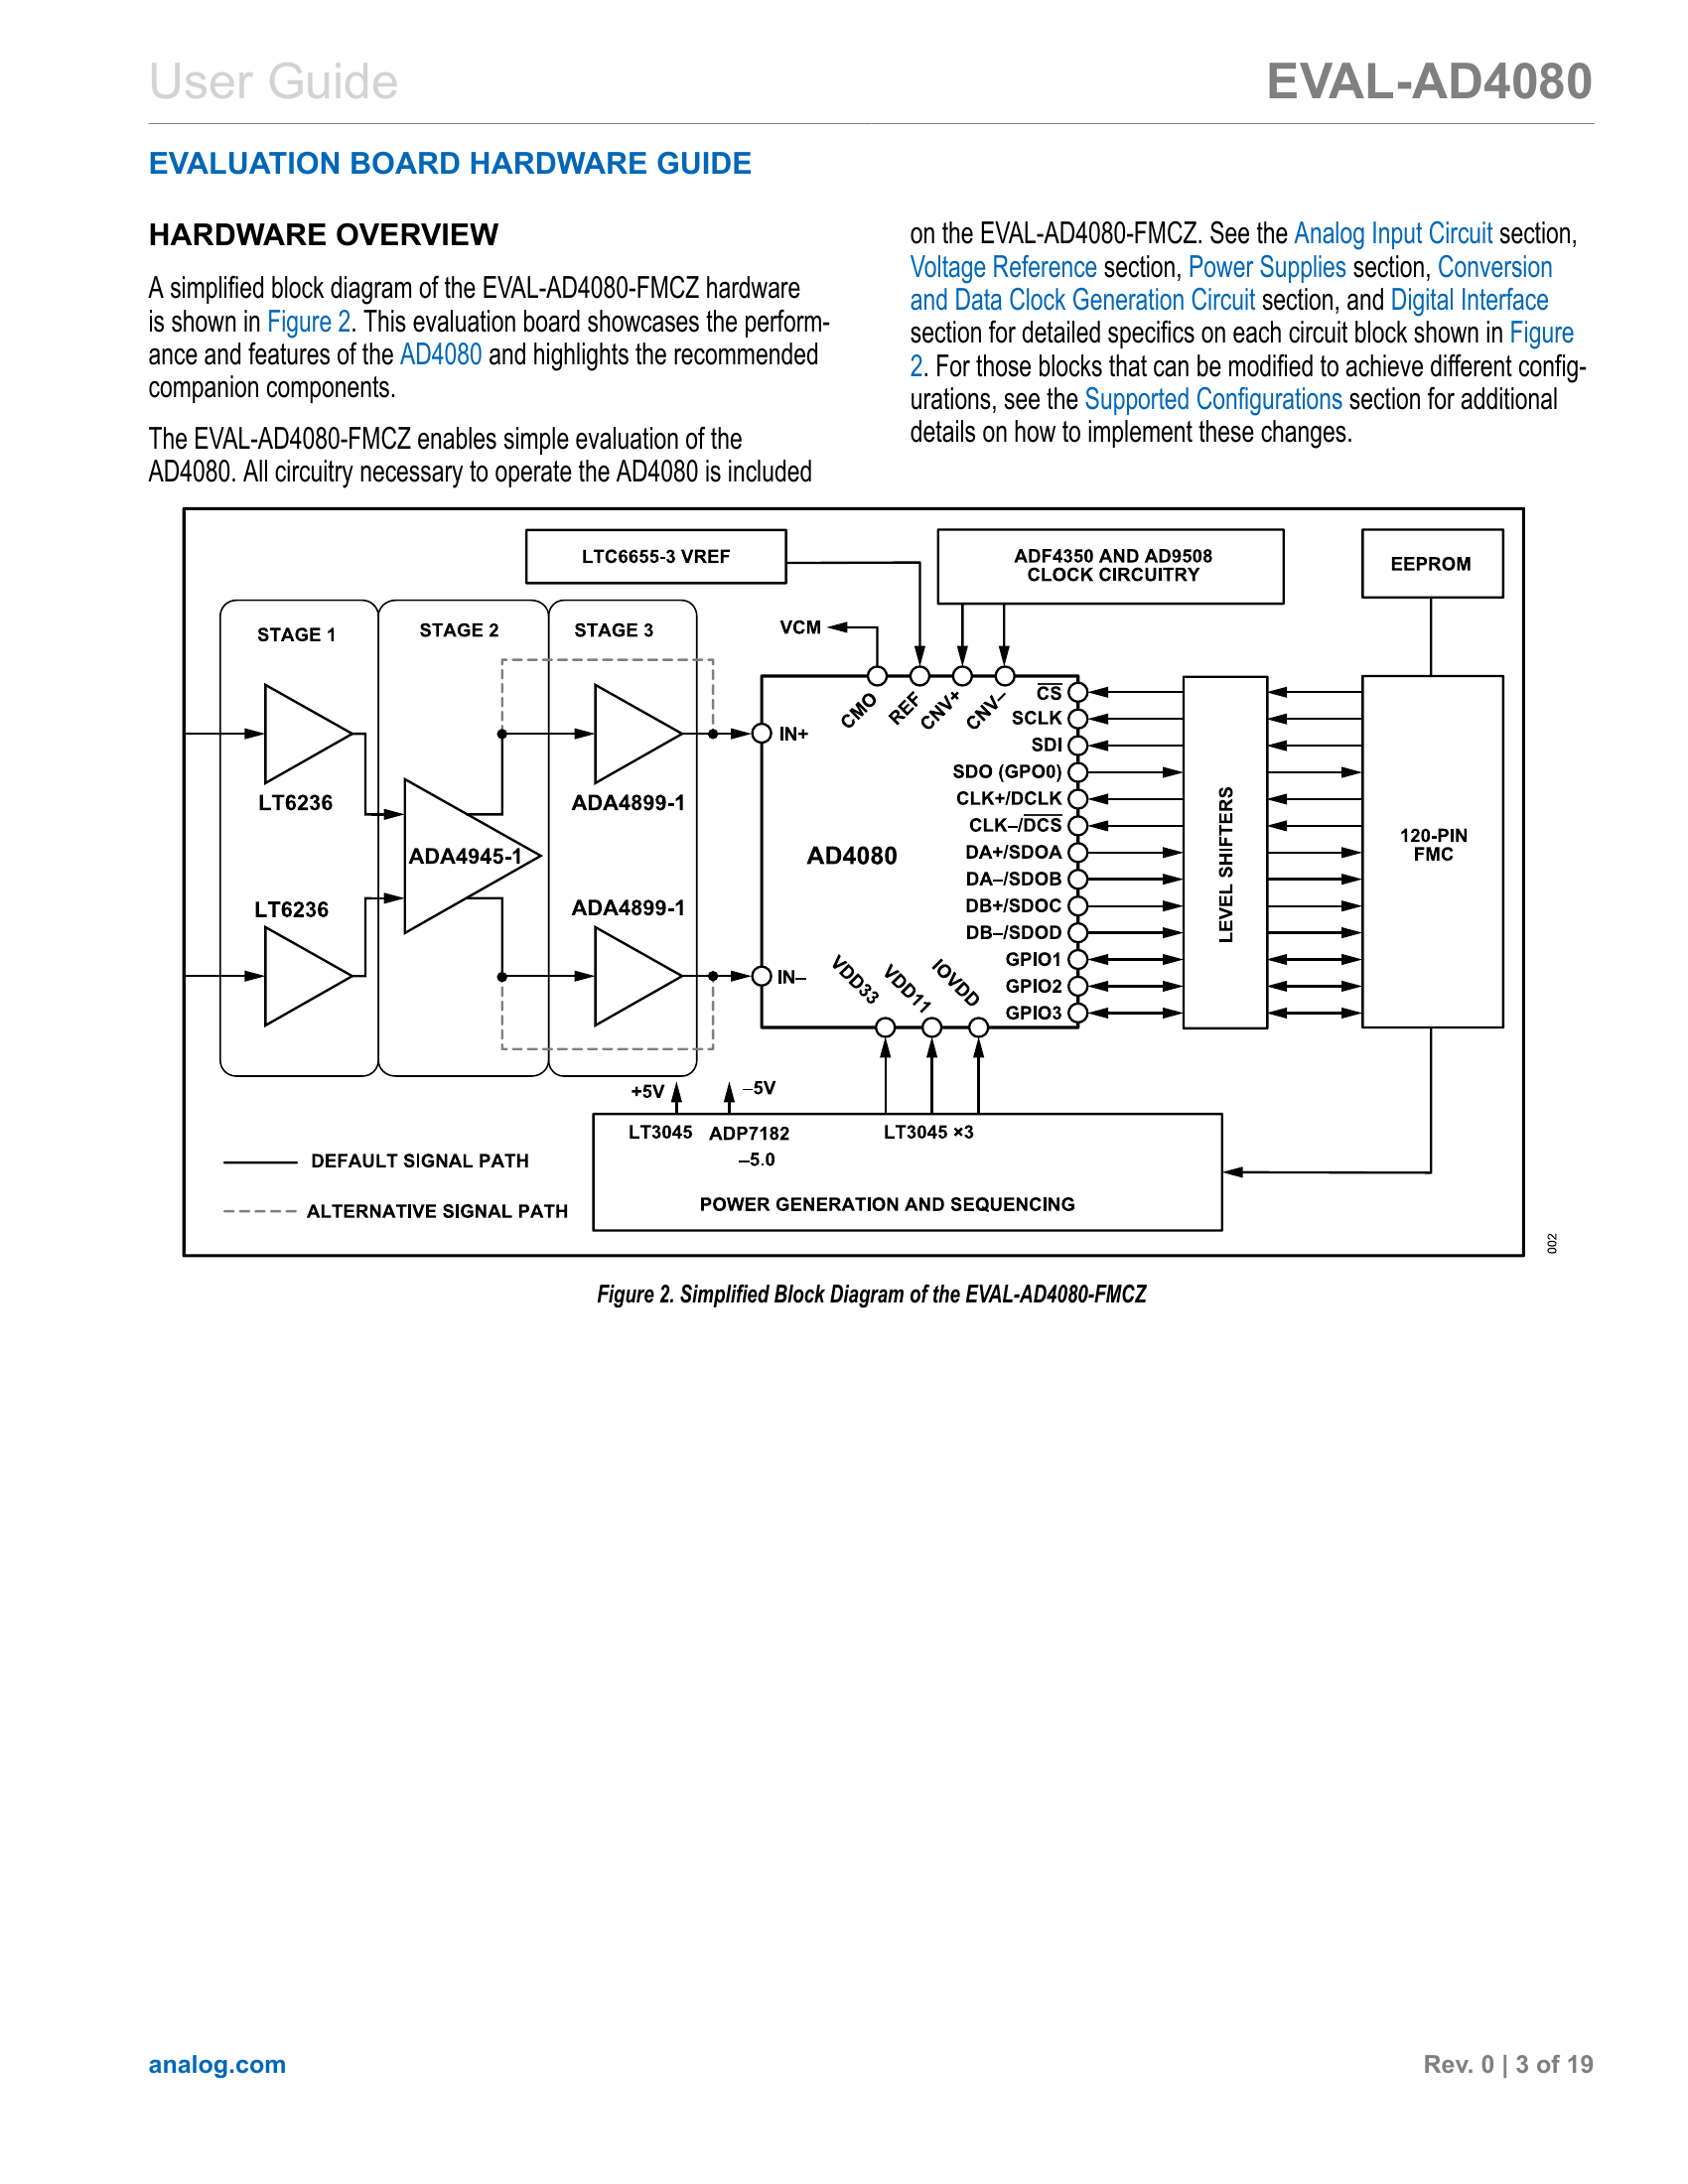 User Guide
EVAL-AD4080
EVALUATION BOARD HARDWARE GUIDE
HARDWARE OVERVIEW
A simplified block diagram of the EVAL-AD4080-FMCZ hardware
is shown in Figure 2. This evaluation board showcases the perform-
ance and features of the AD4080 and highlights the recommended
companion components.
The EVAL-AD4080-FMCZ enables simple evaluation of the
AD4080. All circuitry necessary to operate the AD4080 is included
on the EVAL-AD4080-FMCZ. See the Analog Input Circuit section,
Voltage Reference section, Power Supplies section, Conversion
and Data Clock Generation Circuit section, and Digital Interface
section for detailed specifics on each circuit block shown in Figure
2. For those blocks that can be modified to achieve different config-
urations, see the Supported Configurations section for additional
details on how to implement these changes.
LTC6655-3 VREF
ADF4350 AND AD9508
CLOCK CIRCUITRY
EEPROM
STAGE 1
STAGE 2
STAGE 3
VCM
CMO
REF
CNV+
CNV–
LT6236
LT6236
ADA4945-1
ADA4899-1
ADA4899-1
IN+
IN–
AD4080
CS
SCLK
SDI
SDO (GPO0)
CLK+/DCLK
CLK–/DCS
DA+/SDOA
DA–/SDOB
DB+/SDOC
DB–/SDOD
GPIO1
GPIO2
GPIO3
LEVEL SHIFTERS
120-PIN
FMC
VDD33
VDD11
IOVDD
+5V
–5V
LT3045
ADP7182
–5.0
LT3045 ×3
POWER GENERATION AND SEQUENCING
DEFAULT SIGNAL PATH
ALTERNATIVE SIGNAL PATH
002
Figure 2. Simplified Block Diagram of the EVAL-AD4080-FMCZ
analog.com
Rev. 0 | 3 of 19